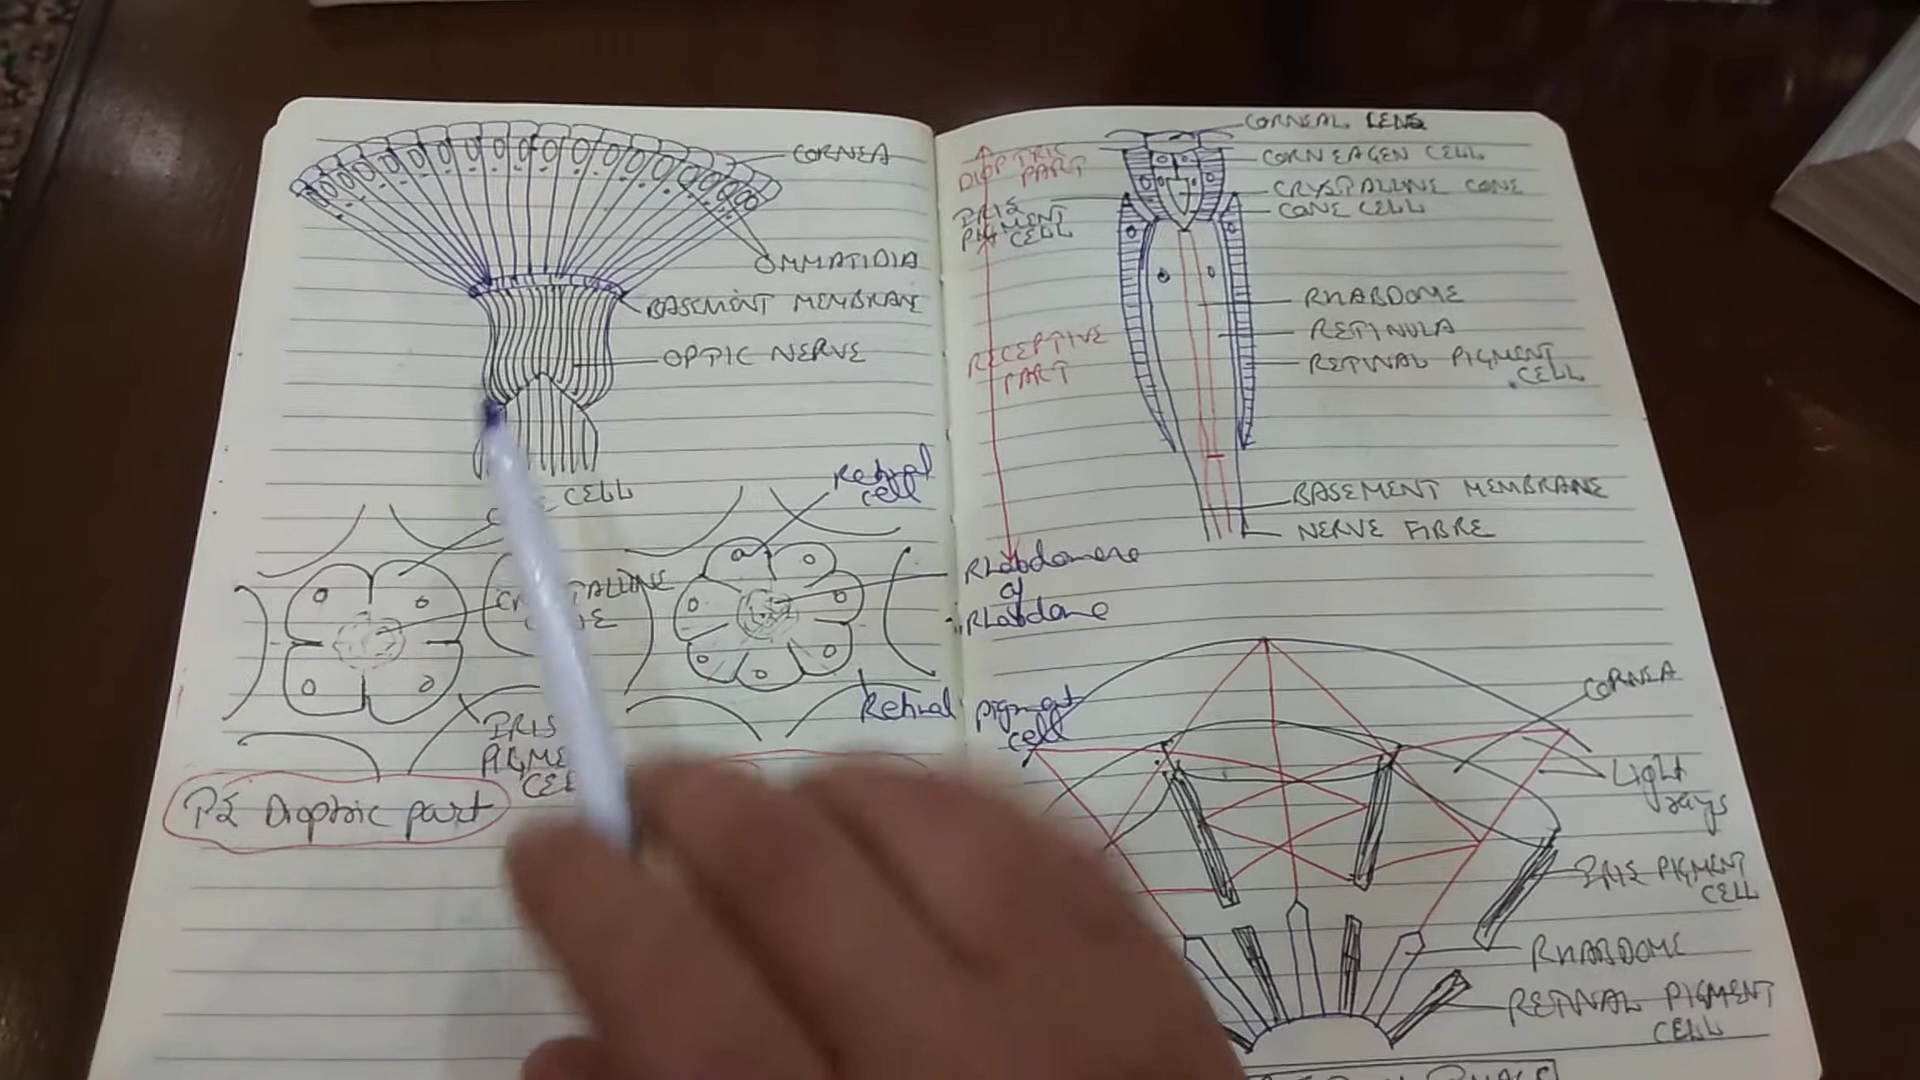 CORNEA
OMMATIDIA
BASEMENT MEMBRANE
OPTIC NERVE
CELL
Retinal
cell
Rhabdomere
of
Rhabdome
IRIS
Retinal pigment
cell
Dioptric part
CORNEAL LENS
DIOPTRIC
PART
CORNEAGEN CELL
CRYSTALLINE CONE
CONE CELL
IRIS
PIGMENT
CELL
RHABDOME
RETINULA
RETINAL PIGMENT
CELL
RECEPTIVE
PART
BASEMENT MEMBRANE
NERVE FIBRE
CORNEA
Light
rays
IRIS PIGMENT
CELL
RHABDOME
RETINAL PIGMENT
CELL